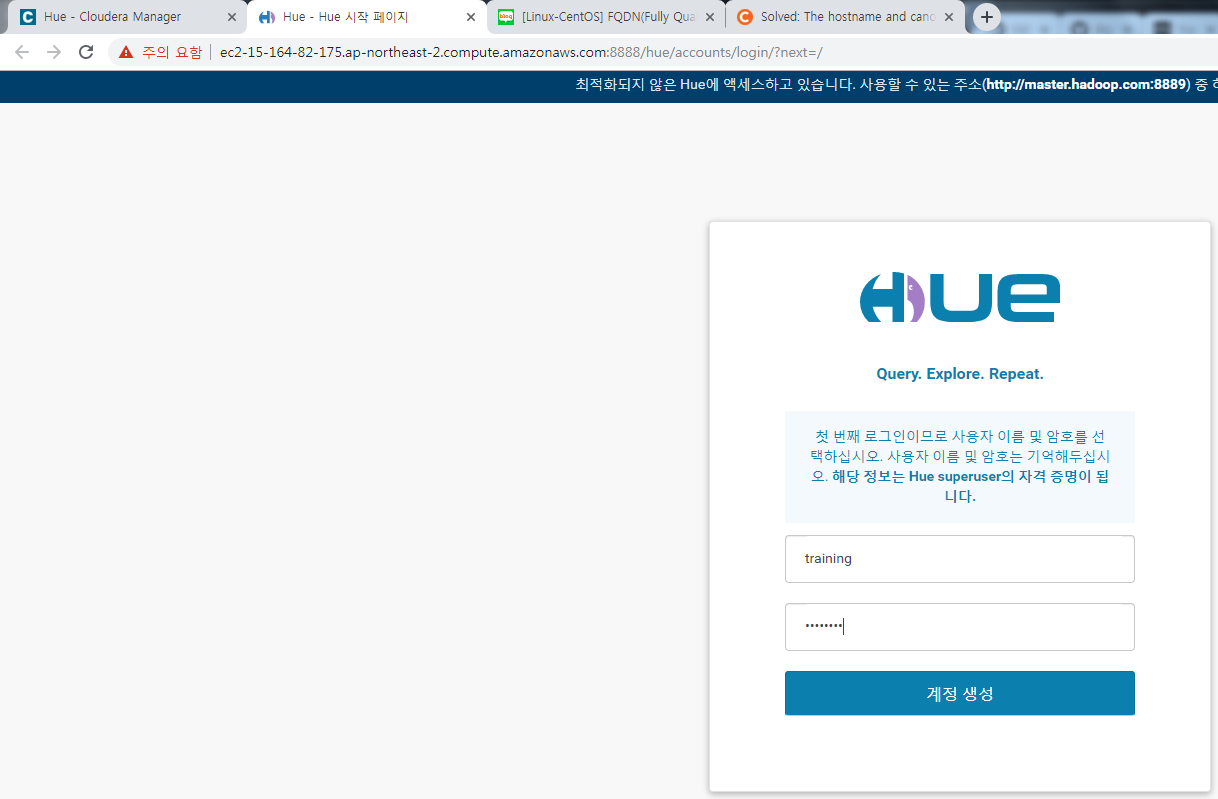 Hue - Cloudera Manager
Hue - Hue 시작 페이지
[Linux-CentOS] FQDN(Fully Qua
Solved: The hostname and cano
주의 요함
ec2-15-164-82-175.ap-northeast-2.compute.amazonaws.com:8888/hue/accounts/login/?next=/
최적화되지 않은 Hue에 액세스하고 있습니다. 사용할 수 있는 주소(http://master.hadoop.com:8889) 중 하
HUE
Query. Explore. Repeat.
첫 번째 로그인이므로 사용자 이름 및 암호를 선
택하십시오. 사용자 이름 및 암호는 기억해두십시
오. 해당 정보는 Hue superuser의 자격 증명이 됩
니다.
training
••••••••
계정 생성